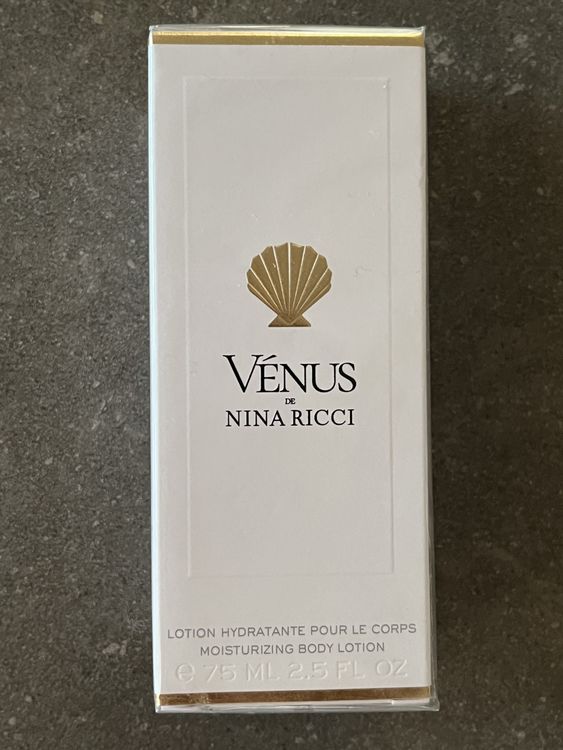 VÉNUS
DE
NINA RICCI
LOTION HYDRATANTE POUR LE CORPS
MOISTURIZING BODY LOTION
℮ 75 ML 2.5 FL OZ